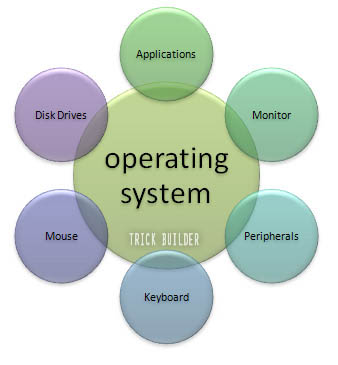 Applications
Disk Drives
Monitor
operating
system
TRICK BUILDER
Mouse
Peripherals
Keyboard